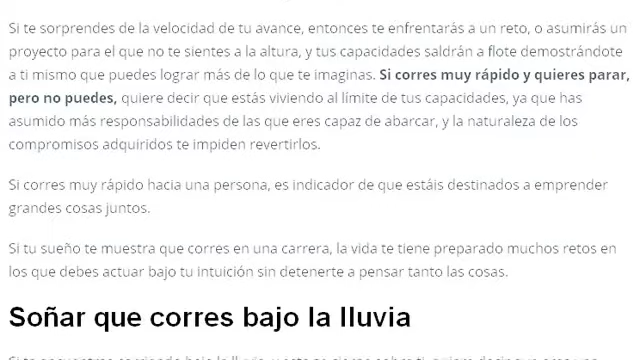 Si te sorprendes de la velocidad de tu avance, entonces te enfrentarás a un reto, o asumirás un
proyecto para el que no te sientes a la altura, y tus capacidades saldrán a flote demostrándote
a ti mismo que puedes lograr más de lo que te imaginas. Si corres muy rápido y quieres parar,
pero no puedes, quiere decir que estás viviendo al límite de tus capacidades, ya que has
asumido más responsabilidades de las que eres capaz de abarcar, y la naturaleza de los
compromisos adquiridos te impiden revertirlos.
Si corres muy rápido hacia una persona, es indicador de que estáis destinados a emprender
grandes cosas juntos.
Si tu sueño te muestra que corres en una carrera, la vida te tiene preparado muchos retos en
los que debes actuar bajo tu intuición sin detenerte a pensar tanto las cosas.
Soñar que corres bajo la lluvia